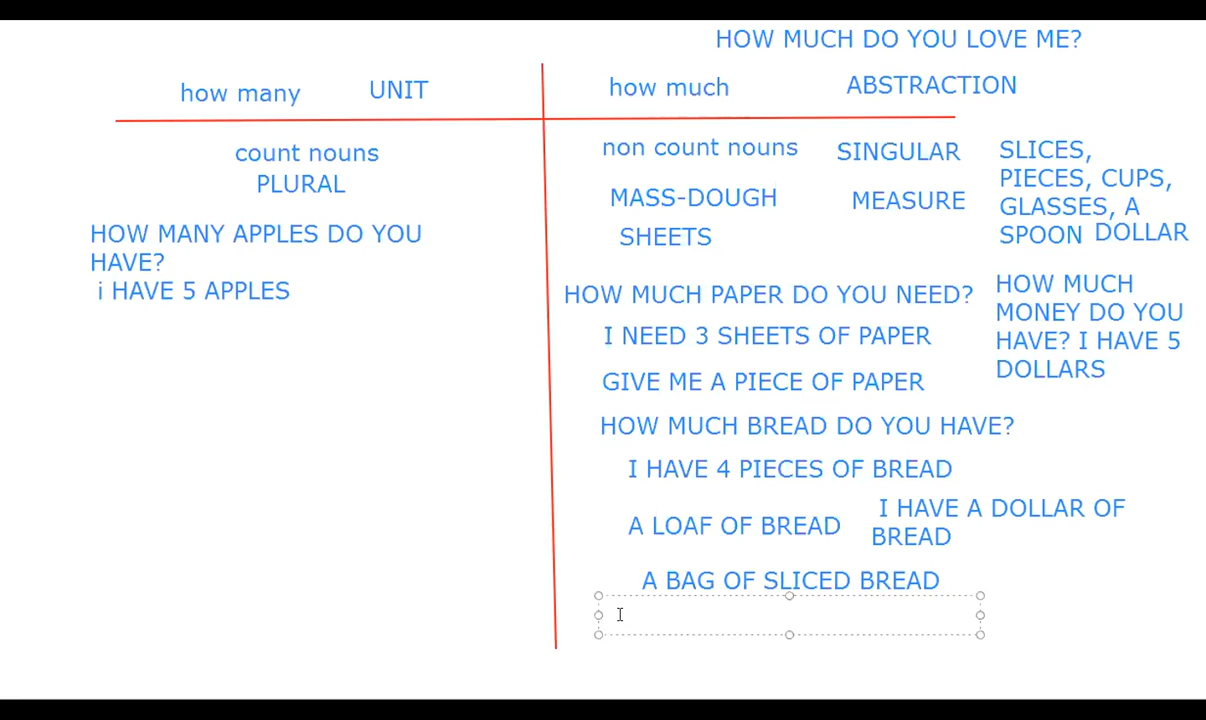 HOW MUCH DO YOU LOVE ME?
how many
UNIT
how much
ABSTRACTION
count nouns
PLURAL
HOW MANY APPLES DO YOU
HAVE?
i HAVE 5 APPLES
non count nouns
SINGULAR
MASS-DOUGH
MEASURE
SHEETS
SLICES,
PIECES, CUPS,
GLASSES, A
SPOON
DOLLAR
HOW MUCH PAPER DO YOU NEED?
I NEED 3 SHEETS OF PAPER
GIVE ME A PIECE OF PAPER
HOW MUCH
MONEY DO YOU
HAVE? I HAVE 5
DOLLARS
HOW MUCH BREAD DO YOU HAVE?
I HAVE 4 PIECES OF BREAD
A LOAF OF BREAD
I HAVE A DOLLAR OF
BREAD
A BAG OF SLICED BREAD